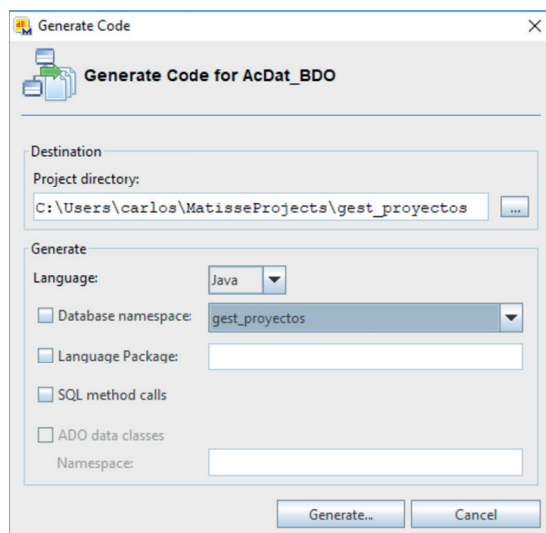 Generate Code
Generate Code for AcDat_BDO
Destination
Project directory:
C:\Users\carlos\MatisseProjects\gest_proyectos
...
Generate
Language:
Java
Database namespace:
gest_proyectos
Language Package:
SQL method calls
ADO data classes
Namespace:
Generate...
Cancel